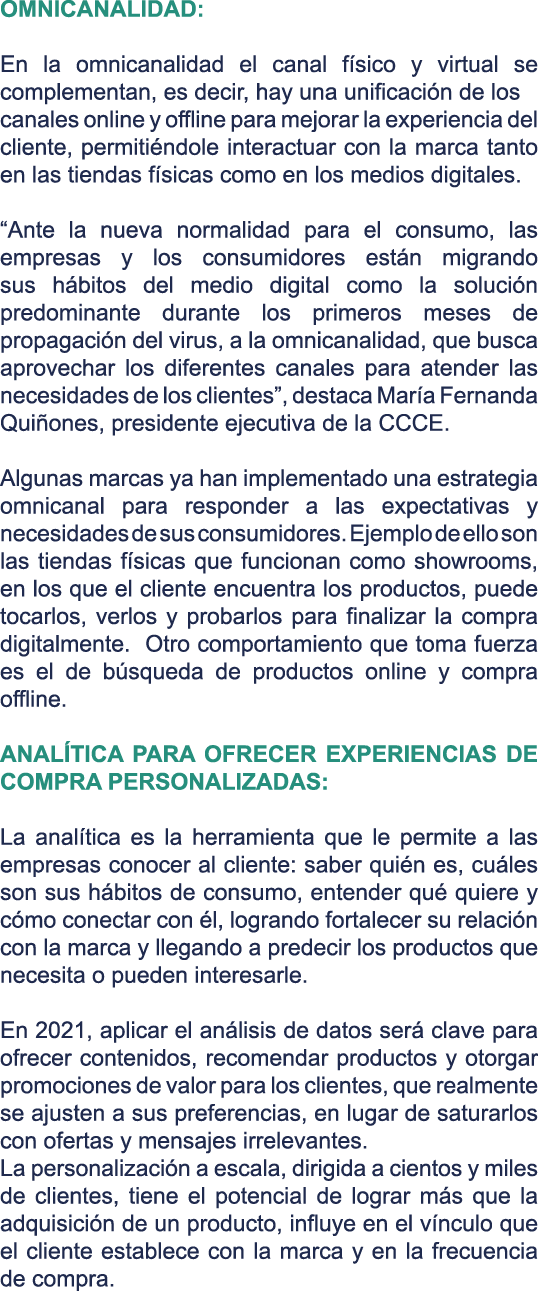 OMNICANALIDAD:
En la omnicanalidad el canal físico y virtual se
complementan, es decir, hay una unificación de los
canales online y offline para mejorar la experiencia del
cliente, permitiéndole interactuar con la marca tanto
en las tiendas físicas como en los medios digitales.
“Ante la nueva normalidad para el consumo, las
empresas y los consumidores están migrando
sus hábitos del medio digital como la solución
predominante durante los primeros meses de
propagación del virus, a la omnicanalidad, que busca
aprovechar los diferentes canales para atender las
necesidades de los clientes”, destaca María Fernanda
Quiñones, presidente ejecutiva de la CCCE.
Algunas marcas ya han implementado una estrategia
omnicanal para responder a las expectativas y
necesidades de sus consumidores. Ejemplo de ello son
las tiendas físicas que funcionan como showrooms,
en los que el cliente encuentra los productos, puede
tocarlos, verlos y probarlos para finalizar la compra
digitalmente.  Otro comportamiento que toma fuerza
es el de búsqueda de productos online y compra
offline.
ANALÍTICA PARA OFRECER EXPERIENCIAS DE
COMPRA PERSONALIZADAS:
La analítica es la herramienta que le permite a las
empresas conocer al cliente: saber quién es, cuáles
son sus hábitos de consumo, entender qué quiere y
cómo conectar con él, logrando fortalecer su relación
con la marca y llegando a predecir los productos que
necesita o pueden interesarle.
En 2021, aplicar el análisis de datos será clave para
ofrecer contenidos, recomendar productos y otorgar
promociones de valor para los clientes, que realmente
se ajusten a sus preferencias, en lugar de saturarlos
con ofertas y mensajes irrelevantes.
La personalización a escala, dirigida a cientos y miles
de clientes, tiene el potencial de lograr más que la
adquisición de un producto, influye en el vínculo que
el cliente establece con la marca y en la frecuencia
de compra.